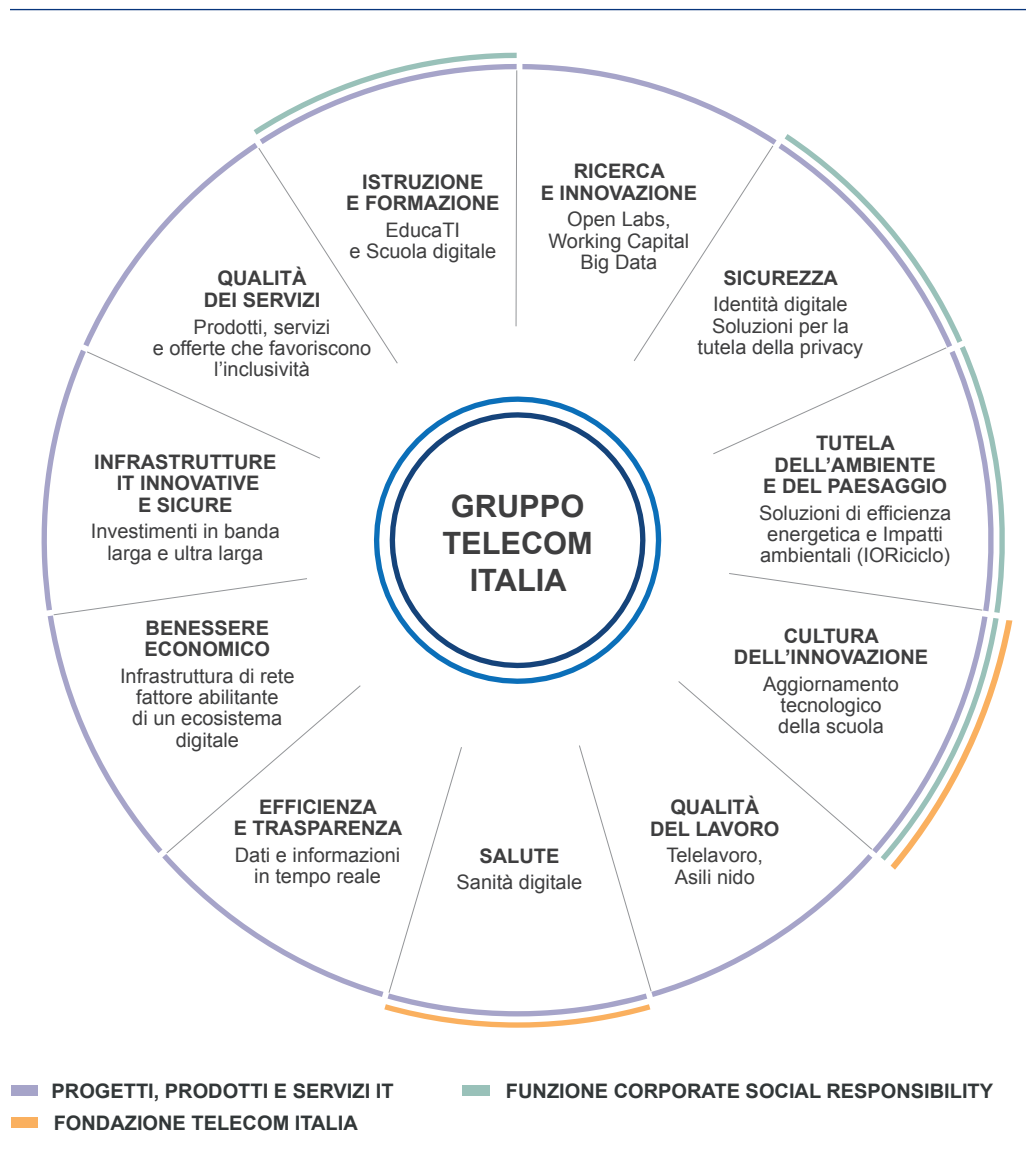 ISTRUZIONE
E FORMAZIONE
EducaTI
e Scuola digitale
RICERCA
E INNOVAZIONE
Open Labs,
Working Capital
Big Data
SICUREZZA
Identità digitale
Soluzioni per la
tutela della privacy
TUTELA
DELL’AMBIENTE
E DEL PAESAGGIO
Soluzioni di efficienza
energetica e Impatti
ambientali (IORiciclo)
CULTURA
DELL’INNOVAZIONE
Aggiornamento
tecnologico
della scuola
QUALITÀ
DEL LAVORO
Telelavoro,
Asili nido
SALUTE
Sanità digitale
EFFICIENZA
E TRASPARENZA
Dati e informazioni
in tempo reale
BENESSERE
ECONOMICO
Infrastruttura di rete
fattore abilitante
di un ecosistema
digitale
INFRASTRUTTURE
IT INNOVATIVE
E SICURE
Investimenti in banda
larga e ultra larga
QUALITÀ
DEI SERVIZI
Prodotti, servizi
e offerte che favoriscono
l’inclusività
GRUPPO
TELECOM
ITALIA
PROGETTI, PRODOTTI E SERVIZI IT
FUNZIONE CORPORATE SOCIAL RESPONSIBILITY
FONDAZIONE TELECOM ITALIA